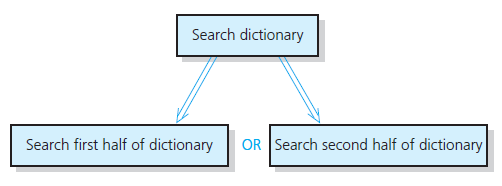 Search dictionary
Search first half of dictionary OR Search second half of dictionary